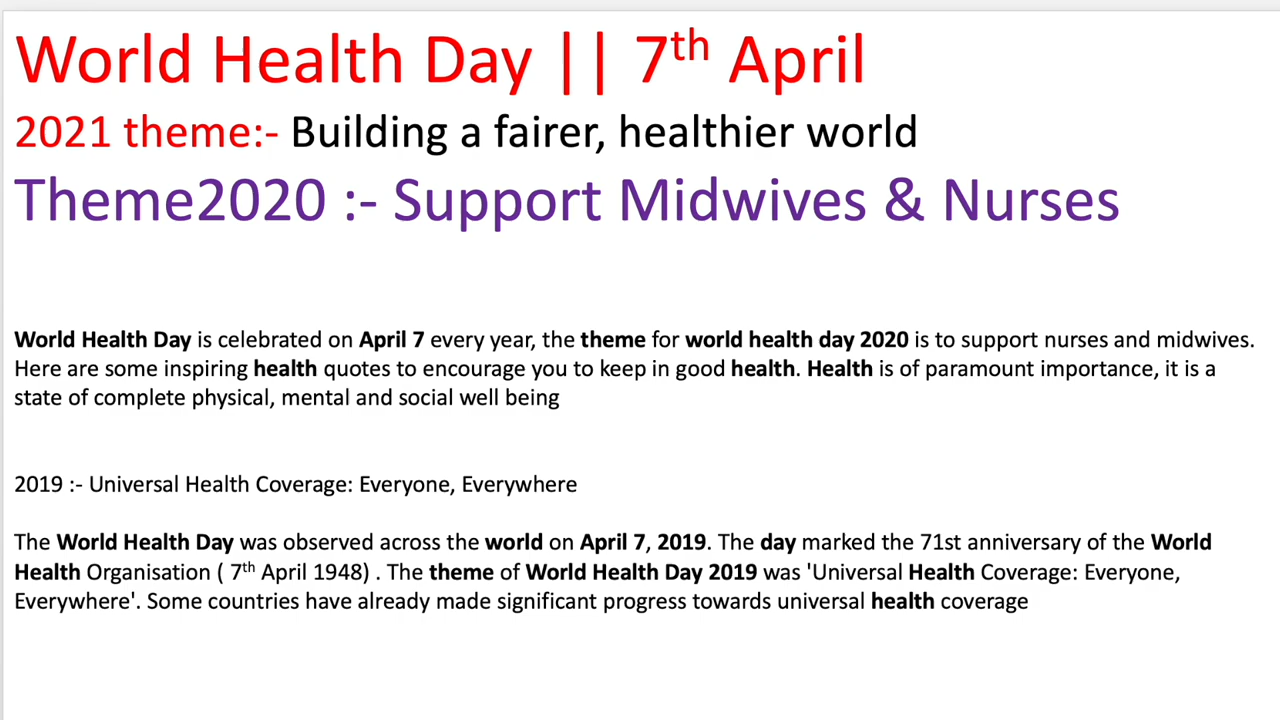 World Health Day || 7th April
2021 theme:- Building a fairer, healthier world
Theme2020 :- Support Midwives & Nurses
World Health Day is celebrated on April 7 every year, the theme for world health day 2020 is to support nurses and midwives.
Here are some inspiring health quotes to encourage you to keep in good health. Health is of paramount importance, it is a
state of complete physical, mental and social well being
2019 :- Universal Health Coverage: Everyone, Everywhere
The World Health Day was observed across the world on April 7, 2019. The day marked the 71st anniversary of the World
Health Organisation ( 7th April 1948) . The theme of World Health Day 2019 was 'Universal Health Coverage: Everyone,
Everywhere'. Some countries have already made significant progress towards universal health coverage